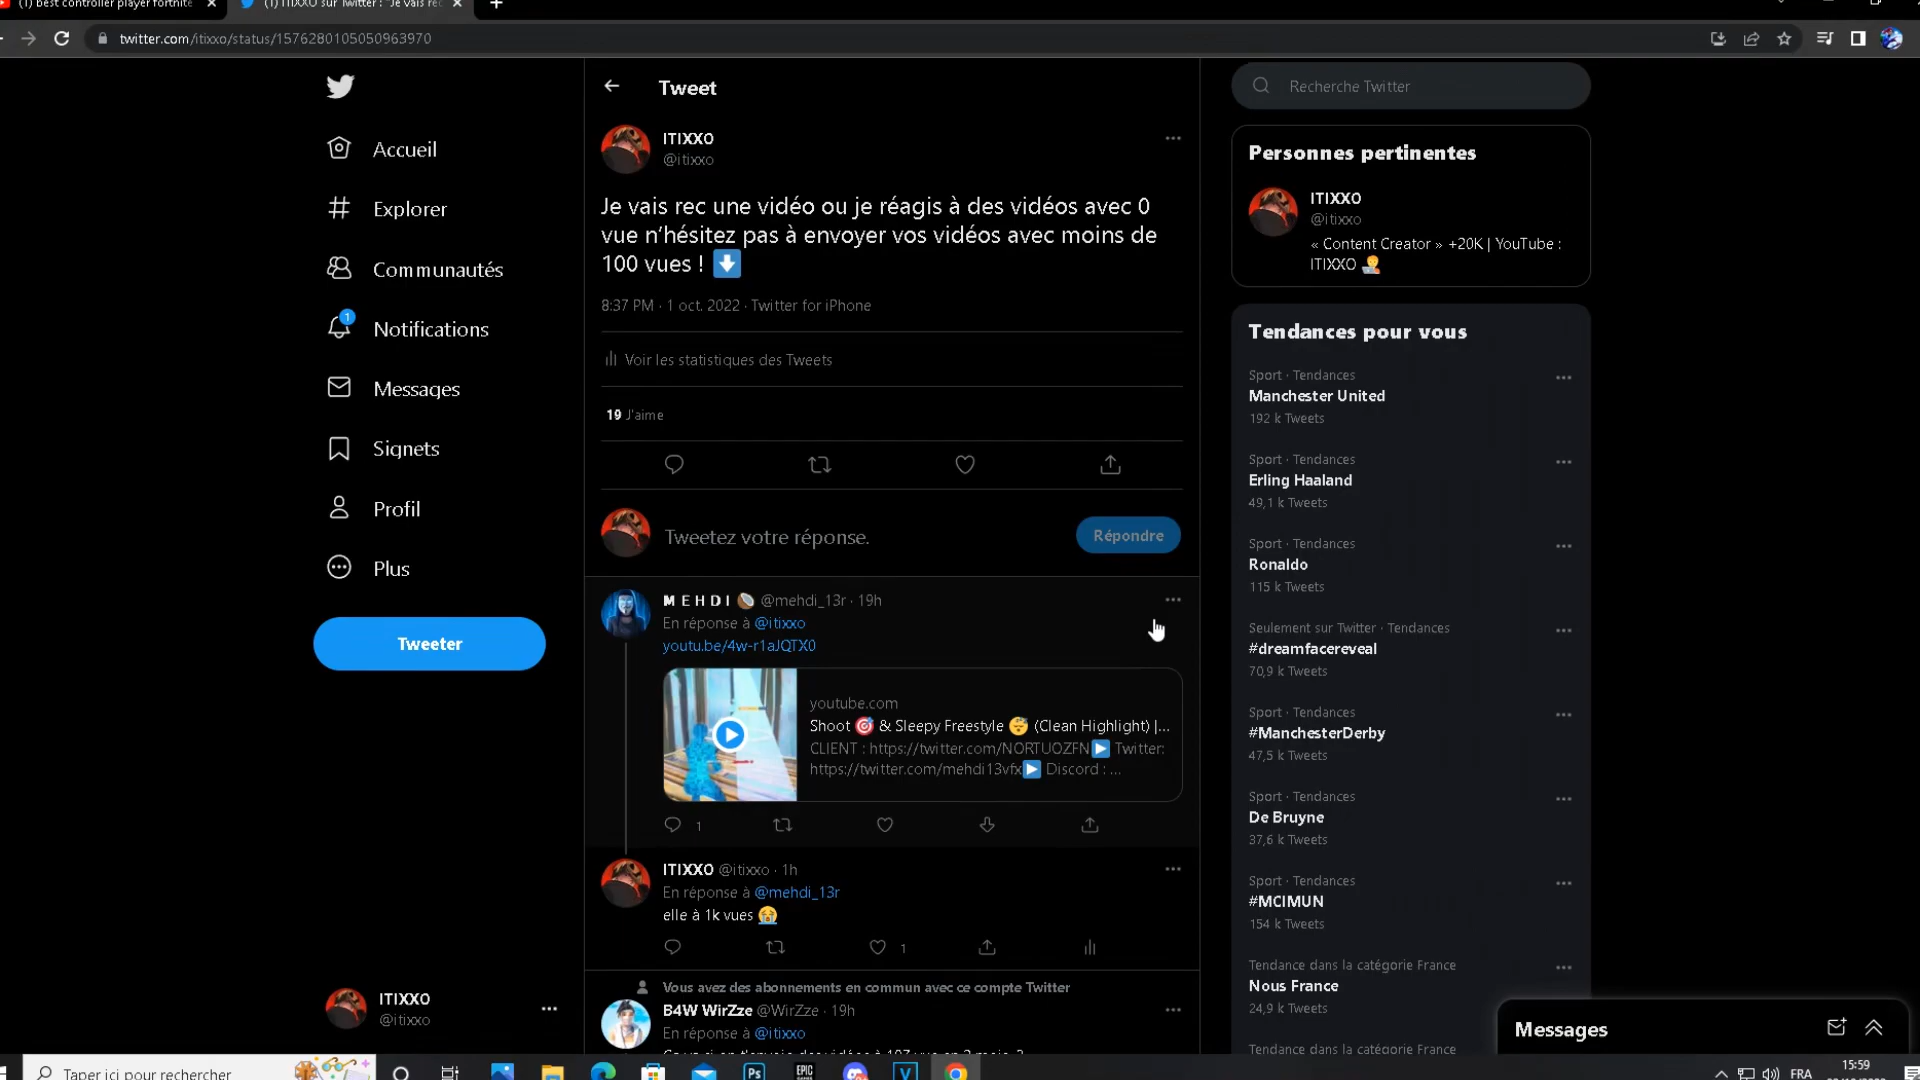 (1) best controller player fortnite
(1) ITIXXO sur Twitter : "Je vais rec
twitter.com/itixxo/status/1576280105050963970
Accueil
Explorer
Communautés
1
Notifications
Messages
Signets
Profil
Plus
Tweeter
ITIXXO
@itixxo
Tweet
ITIXXO
@itixxo
Je vais rec une vidéo ou je réagis à des vidéos avec 0
vue n'hésitez pas à envoyer vos vidéos avec moins de
100 vues ! ⬇️
8:37 PM · 1 oct. 2022 · Twitter for iPhone
Voir les statistiques des Tweets
19 J'aime
Tweetez votre réponse.
Répondre
M E H D I 🥥 @mehdi_13r · 19h
En réponse à @itixxo
youtu.be/4w-r1aJQTX0
youtube.com
Shoot 🎯 & Sleepy Freestyle 😴 (Clean Highlight) |...
CLIENT : https://twitter.com/NORTUOZFN▶️ Twitter:
https://twitter.com/mehdi13vfx▶️ Discord : ...
1
ITIXXO @itixxo · 1h
En réponse à @mehdi_13r
elle à 1k vues 😭
1
Vous avez des abonnements en commun avec ce compte Twitter
B4W WirZze @WirZze · 19h
En réponse à @itixxo
Recherche Twitter
Personnes pertinentes
ITIXXO
@itixxo
« Content Creator » +20K | YouTube :
ITIXXO 🧑‍💻
Tendances pour vous
Sport · Tendances
Manchester United
192 k Tweets
Sport · Tendances
Erling Haaland
49,1 k Tweets
Sport · Tendances
Ronaldo
115 k Tweets
Seulement sur Twitter · Tendances
#dreamfacereveal
70,9 k Tweets
Sport · Tendances
#ManchesterDerby
47,5 k Tweets
Sport · Tendances
De Bruyne
37,6 k Tweets
Sport · Tendances
#MCIMUN
154 k Tweets
Tendance dans la catégorie France
Nous France
24,9 k Tweets
Tendance dans la catégorie France
Messages
Taper ici pour rechercher
Ps
EPIC
V
FRA
15:59